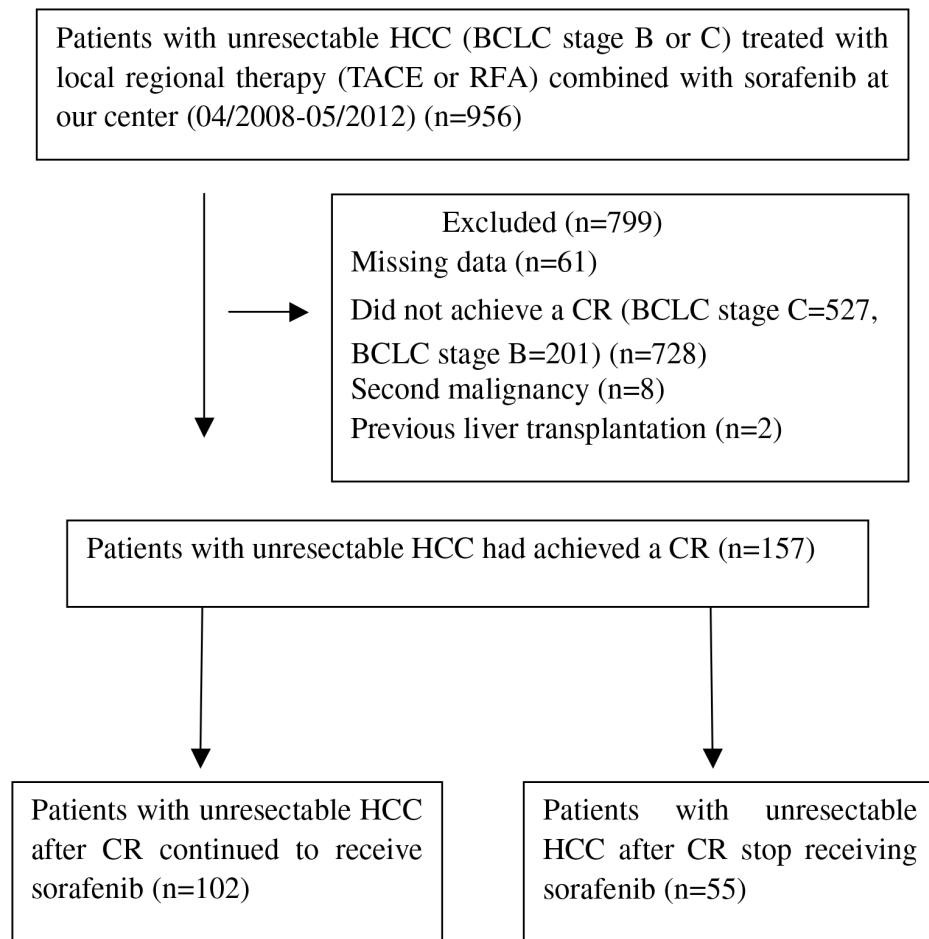 Patients with unresectable HCC (BCLC stage B or C) treated with
local regional therapy (TACE or RFA) combined with sorafenib at
our center (04/2008-05/2012) (n=956)
Excluded (n=799)
Missing data (n=61)
Did not achieve a CR (BCLC stage C=527,
BCLC stage B=201) (n=728)
Second malignancy (n=8)
Previous liver transplantation (n=2)
Patients with unresectable HCC had achieved a CR (n=157)
Patients with unresectable HCC
after CR continued to receive
sorafenib (n=102)
Patients with unresectable
HCC after CR stop receiving
sorafenib (n=55)